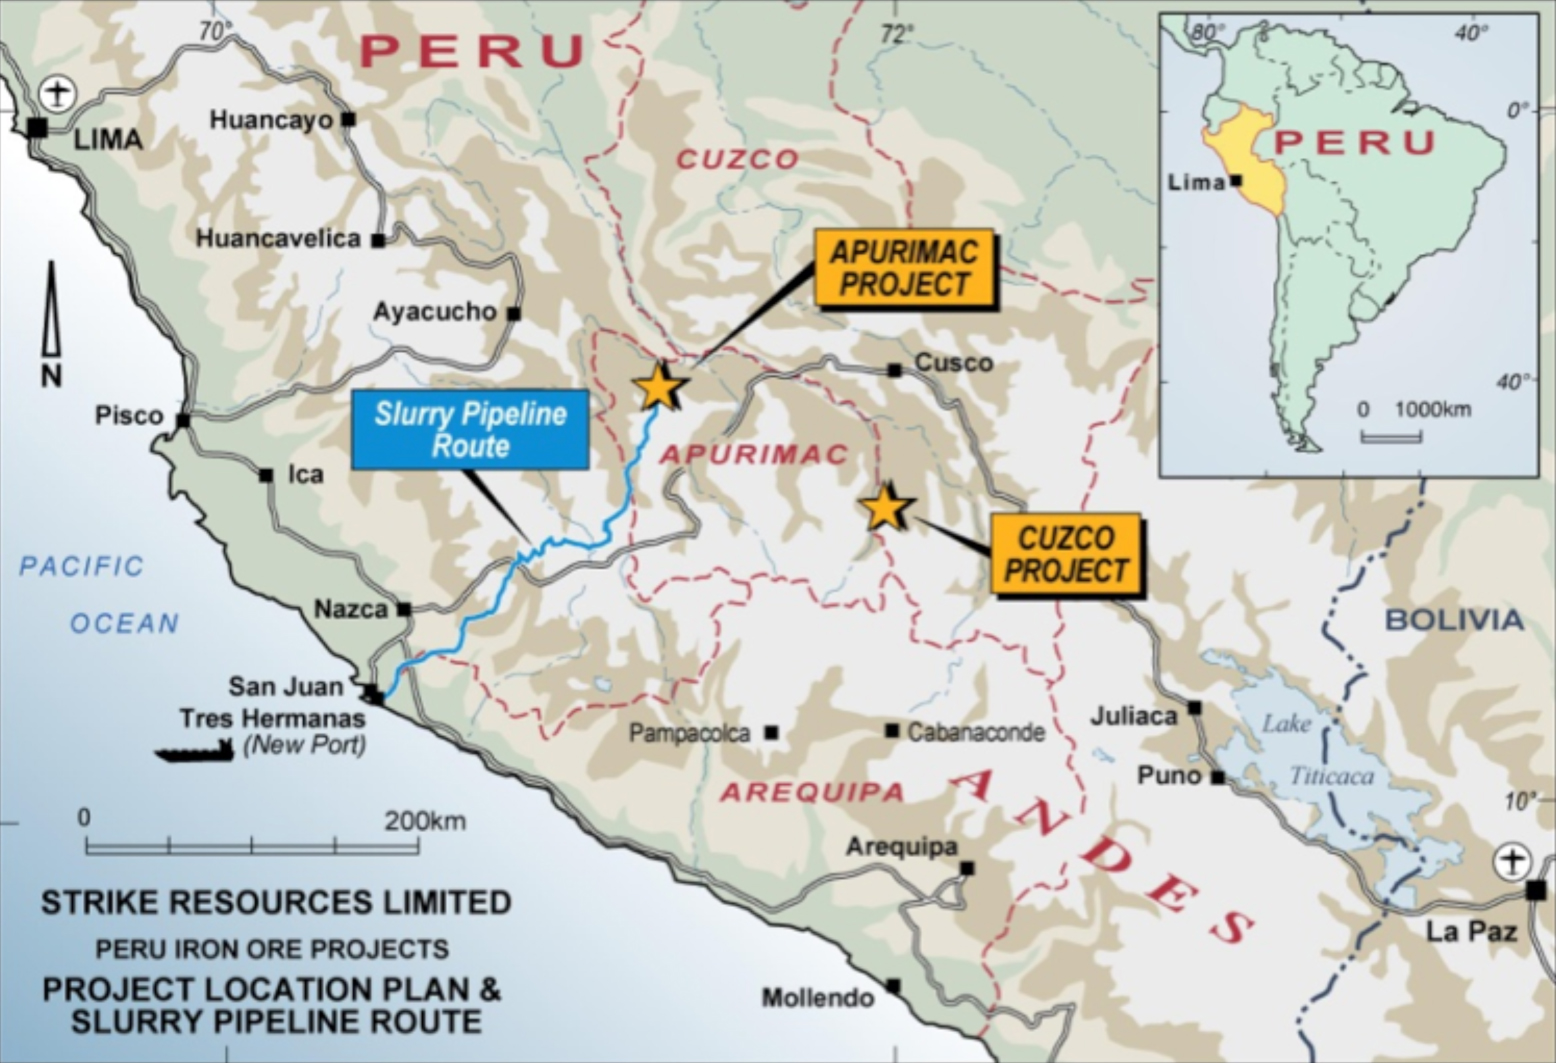 70°
72°
PERU
LIMA
Huancayo
CUZCO
Huancavelica
APURIMAC
PROJECT
Ayacucho
N
Cusco
Pisco
Slurry Pipeline
Route
APURIMAC
Ica
CUZCO
PROJECT
PACIFIC
OCEAN
Nazca
BOLIVIA
San Juan
Tres Hermanas
(New Port)
Pampacolca
Cabanaconde
Juliaca
Lake
Titicaca
Puno
AREQUIPA
ANDES
10°
0
200km
Arequipa
La Paz
Mollendo
STRIKE RESOURCES LIMITED
PERU IRON ORE PROJECTS
PROJECT LOCATION PLAN &
SLURRY PIPELINE ROUTE
80°
40°
0°
PERU
Lima
40°
0 1000km